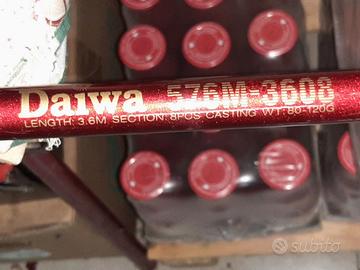 Daiwa 576M-3608
LENGTH: 3.6M SECTION: 8PCS CASTING WT: 80-120G
subito